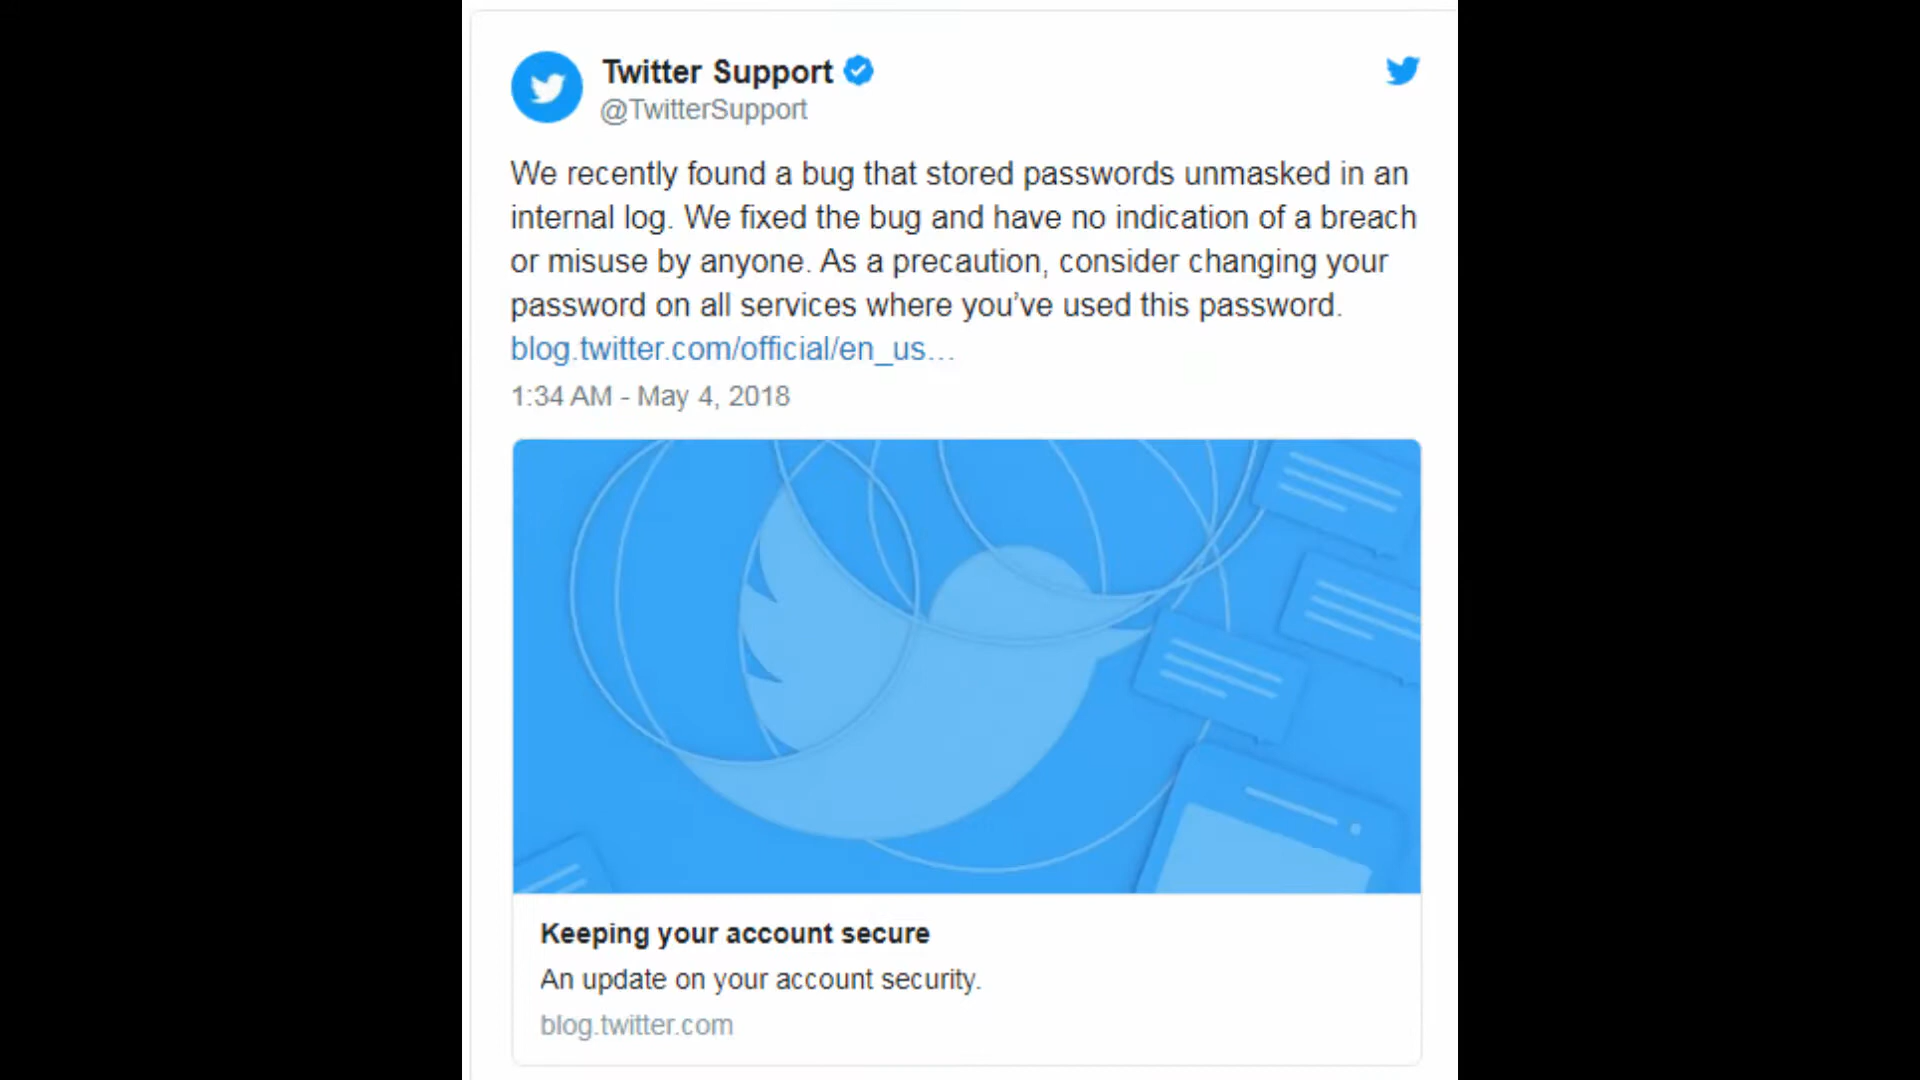 Twitter Support
@TwitterSupport
We recently found a bug that stored passwords unmasked in an
internal log. We fixed the bug and have no indication of a breach
or misuse by anyone. As a precaution, consider changing your
password on all services where you’ve used this password.
blog.twitter.com/official/en_us…
1:34 AM - May 4, 2018
Keeping your account secure
An update on your account security.
blog.twitter.com